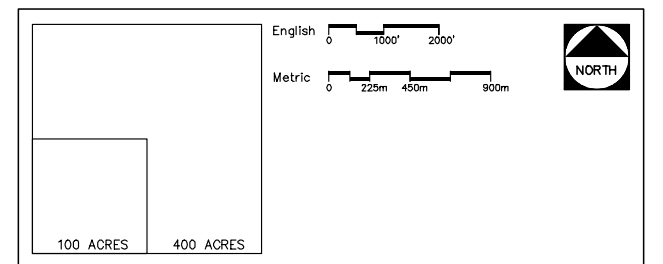 English
0 1000' 2000'
Metric
0 225m 450m 900m
NORTH
100 ACRES 400 ACRES